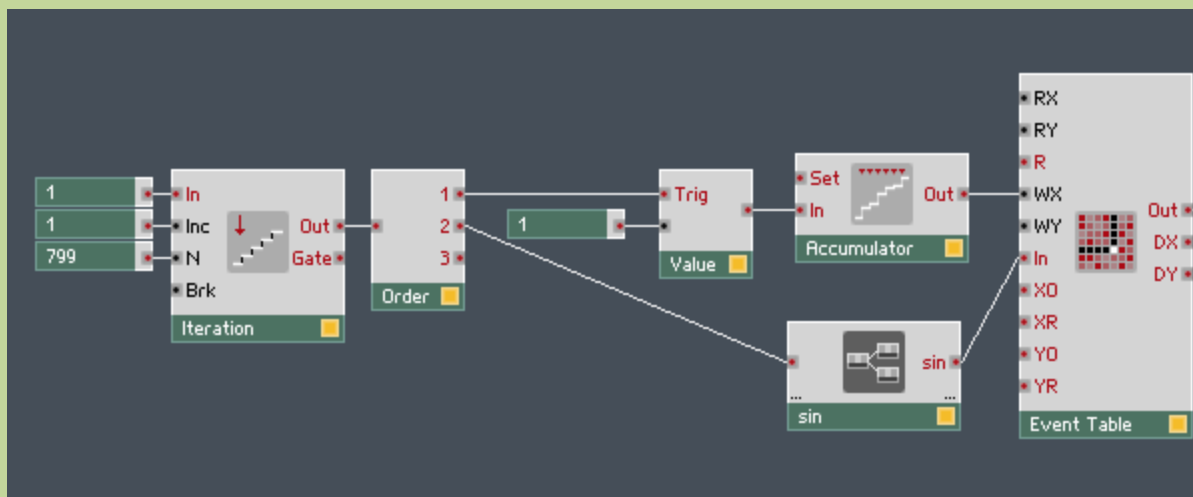 1
1
799
In
Inc
N
Brk
Out
Gate
Iteration
1
2
3
Order
1
Trig
Value
Set
In
Out
Accumulator
...
sin
...
sin
RX
RY
R
WX
WY
In
XO
XR
YO
YR
Out
DX
DY
Event Table